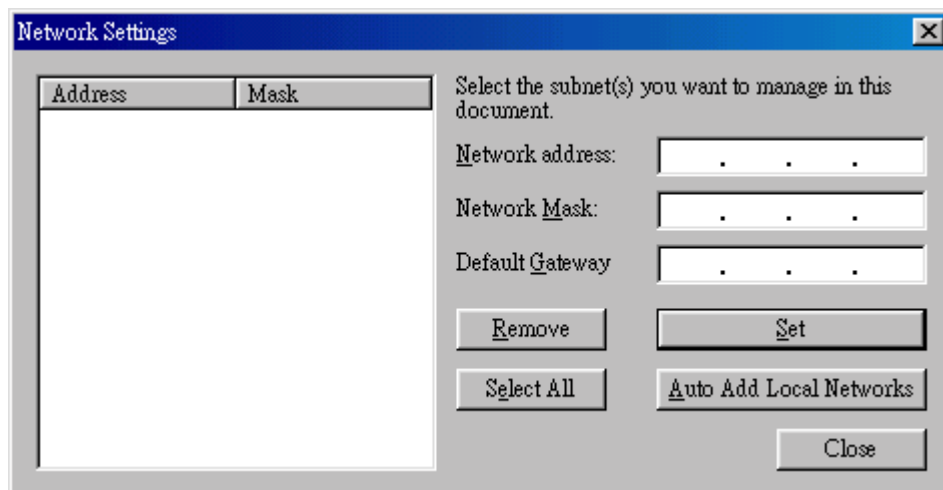 Network Settings
Address Mask
Select the subnet(s) you want to manage in this
document.
Network address:
. . .
Network Mask:
. . .
Default Gateway
. . .
Remove Set
Select All Auto Add Local Networks
Close